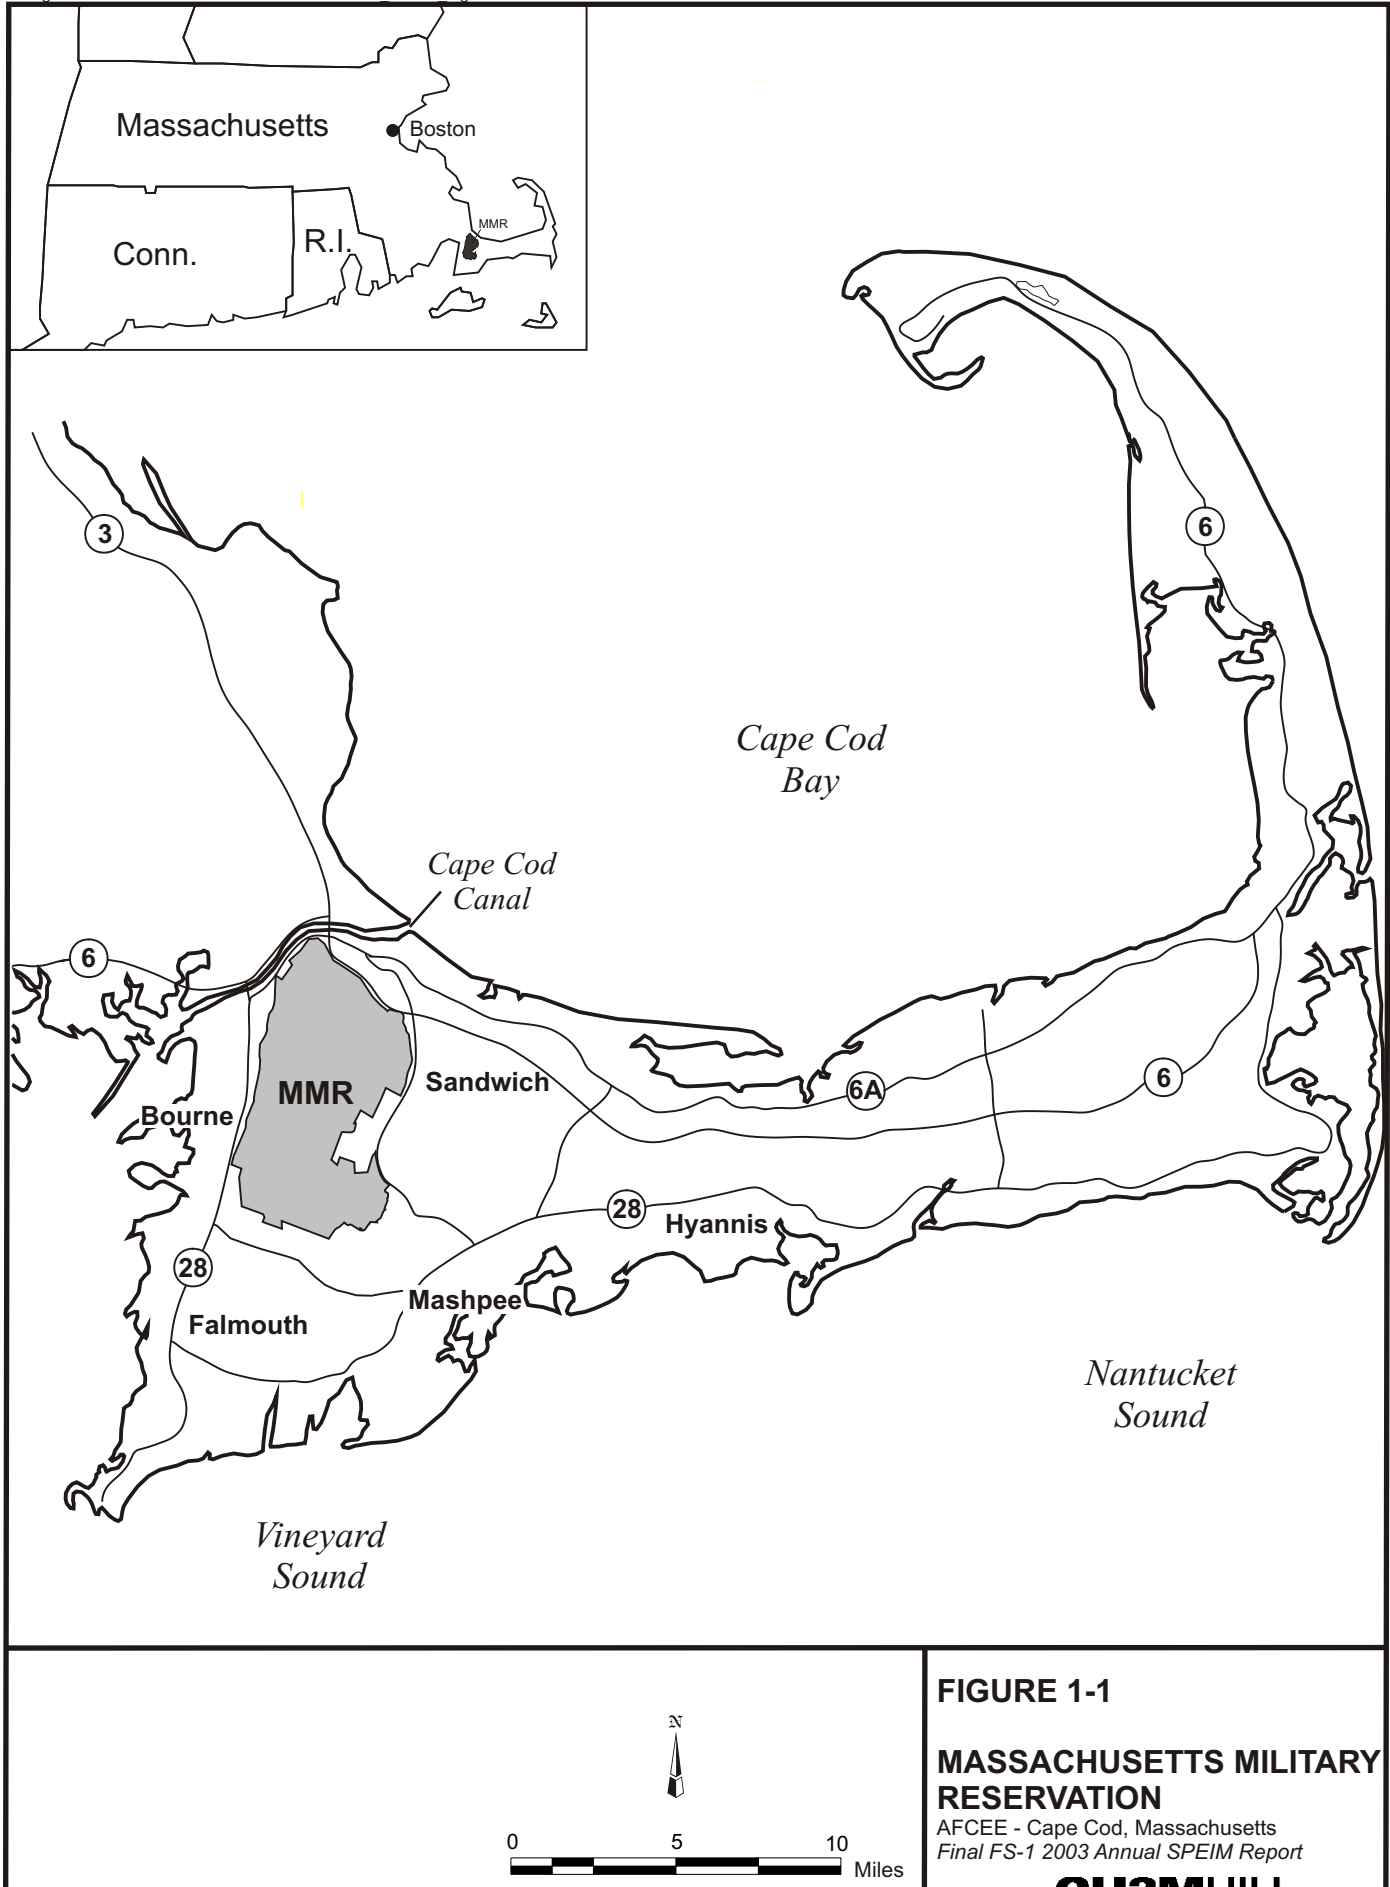 Massachusetts
Boston
MMR
Conn.
R.I.
3
6
Cape Cod
Bay
Cape Cod
Canal
6
MMR
Sandwich
6A
6
Bourne
28
Hyannis
28
Mashpee
Falmouth
Nantucket
Sound
Vineyard
Sound
N
0 5 10
Miles
FIGURE 1-1
MASSACHUSETTS MILITARY
RESERVATION
AFCEE - Cape Cod, Massachusetts
Final FS-1 2003 Annual SPEIM Report